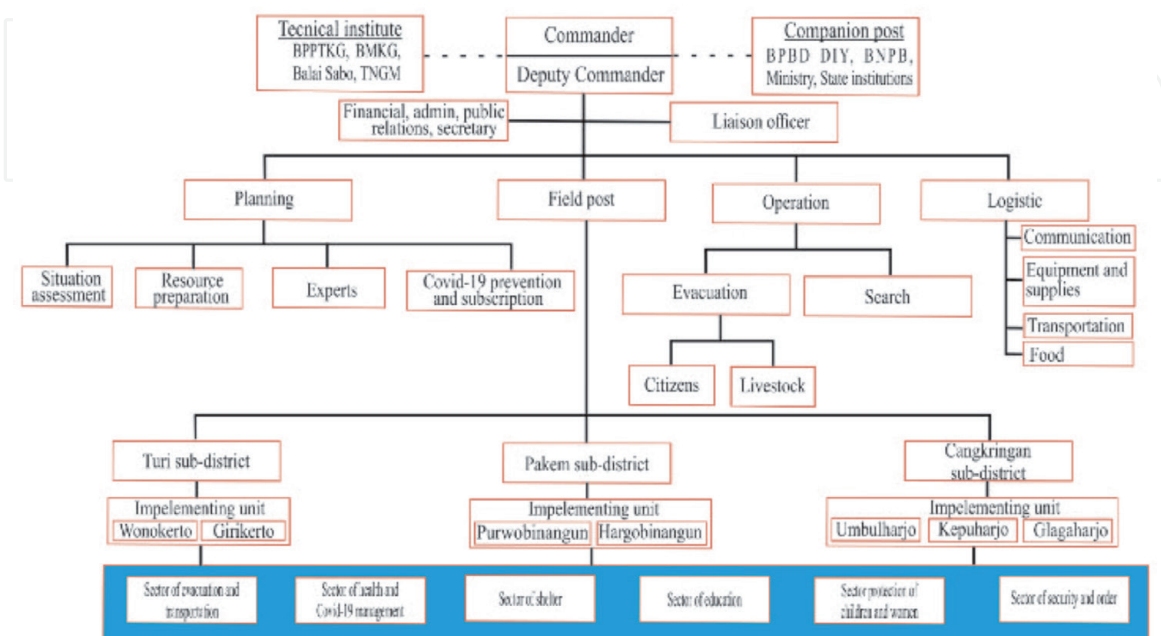 Tecnical institute
BPPTKG, BMKG,
Balai Sabo, TNGM
Commander
Deputy Commander
Companion post
BPBD DIY, BNPB,
Ministry, State institutions
Financial, admin, public
relations, secretary
Liaison officer
Planning
Field post
Operation
Logistic
Situation
assessment
Resource
preparation
Experts
Covid-19 prevention
and subscription
Evacuation
Search
Communication
Equipment and
supplies
Transportation
Food
Citizens
Livestock
Turi sub-district
Pakem sub-district
Cangkringan
sub-district
Impelementing unit
Wonokerto Girikerto
Impelementing unit
Purwobinangun Hargobinangun
Impelementing unit
Umbulharjo Kepuharjo Glagaharjo
Sector of evacuation and
transportation
Sector of health and
Covid-19 management
Sector of shelter
Sector of education
Sector protection of
children and women
Sector of security and order